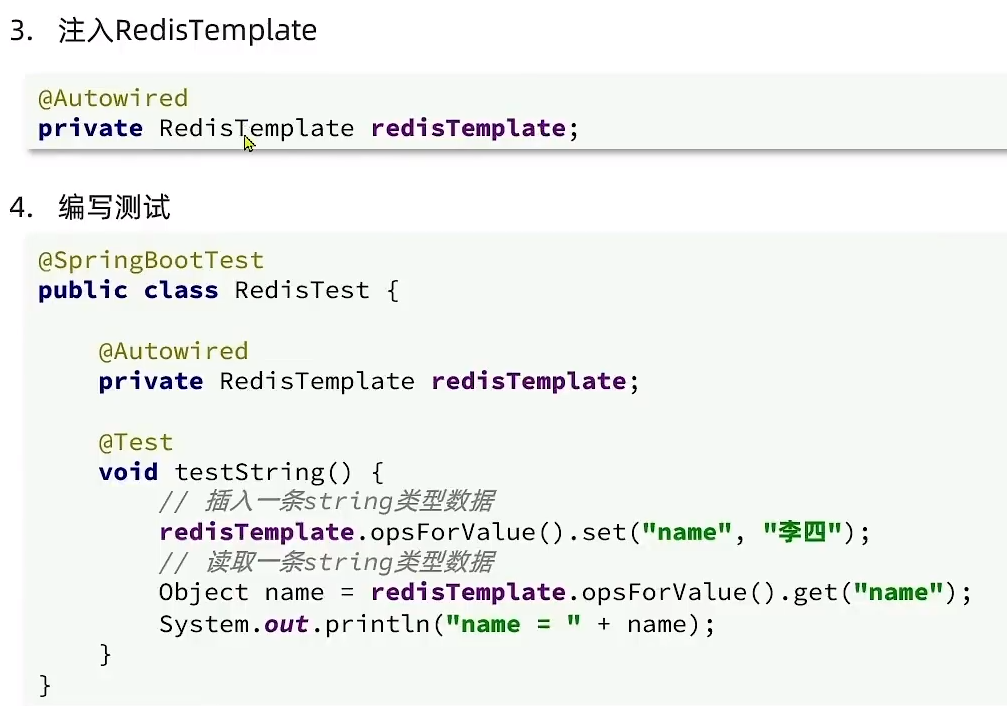 3. 注入RedisTemplate
@Autowired
private RedisTemplate redisTemplate;
4. 编写测试
@SpringBootTest
public class RedisTest {
@Autowired
private RedisTemplate redisTemplate;
@Test
void testString() {
// 插入一条string类型数据
redisTemplate.opsForValue().set("name", "李四");
// 读取一条string类型数据
Object name = redisTemplate.opsForValue().get("name");
System.out.println("name = " + name);
}
}